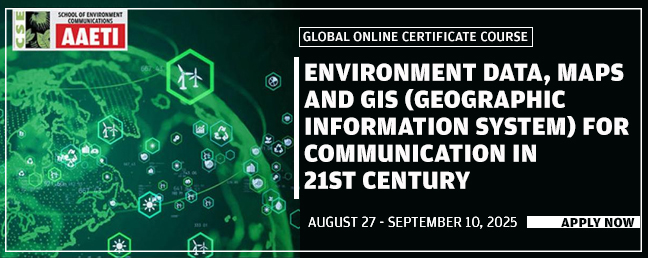 CSE
SCHOOL OF ENVIRONMENT
COMMUNICATIONS
AAETI
GLOBAL ONLINE CERTIFICATE COURSE
ENVIRONMENT DATA, MAPS
AND GIS (GEOGRAPHIC
INFORMATION SYSTEM) FOR
COMMUNICATION IN
21ST CENTURY
AUGUST 27 - SEPTEMBER 10, 2025
APPLY NOW